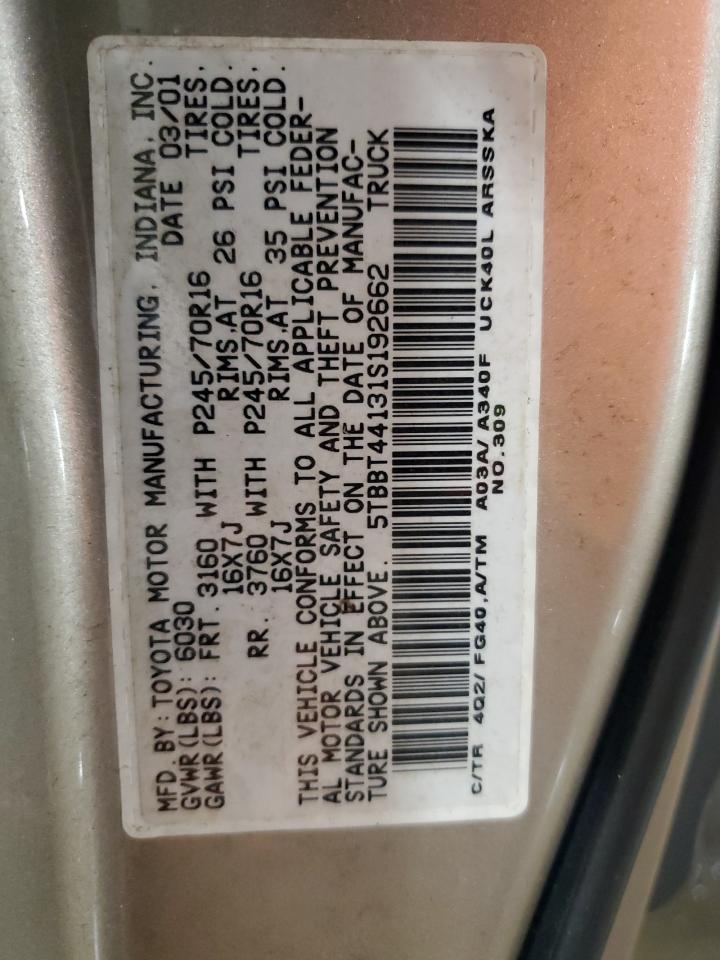 MFD.BY:TOYOTA MOTOR MANUFACTURING, INDIANA, INC.
GVWR(LBS): 6030 DATE 03/01
GAWR(LBS): FRT. 3160 WITH P245/70R16 TIRES,
16X7J RIMS,AT 26 PSI COLD.
RR. 3760 WITH P245/70R16 TIRES,
16X7J RIMS,AT 35 PSI COLD.
THIS VEHICLE CONFORMS TO ALL APPLICABLE FEDER-
AL MOTOR VEHICLE SAFETY AND THEFT PREVENTION
STANDARDS IN EFFECT ON THE DATE OF MANUFAC-
TURE SHOWN ABOVE. 5TBBT44131S192662 TRUCK
C/TR 4Q2/ FG40,A/TM A03A/ A340F UCK40L ARSSKA
NO.309